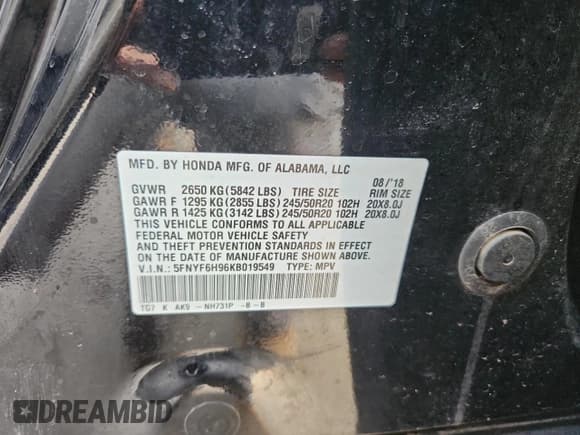 MFD. BY HONDA MFG. OF ALABAMA, LLC
08/'18
GVWR 2650 KG (5842 LBS) TIRE SIZE RIM SIZE
GAWR F 1295 KG (2855 LBS) 245/50R20 102H 20X8.0J
GAWR R 1425 KG (3142 LBS) 245/50R20 102H 20X8.0J
THIS VEHICLE CONFORMS TO ALL APPLICABLE
FEDERAL MOTOR VEHICLE SAFETY
AND THEFT PREVENTION STANDARDS IN EFFECT
ON THE DATE OF MANUFACTURE SHOWN ABOVE.
V.I.N.: 5FNYF6H96KB019549 TYPE: MPV
TG7 K AK9 - NH731P -B - B
DREAMBID